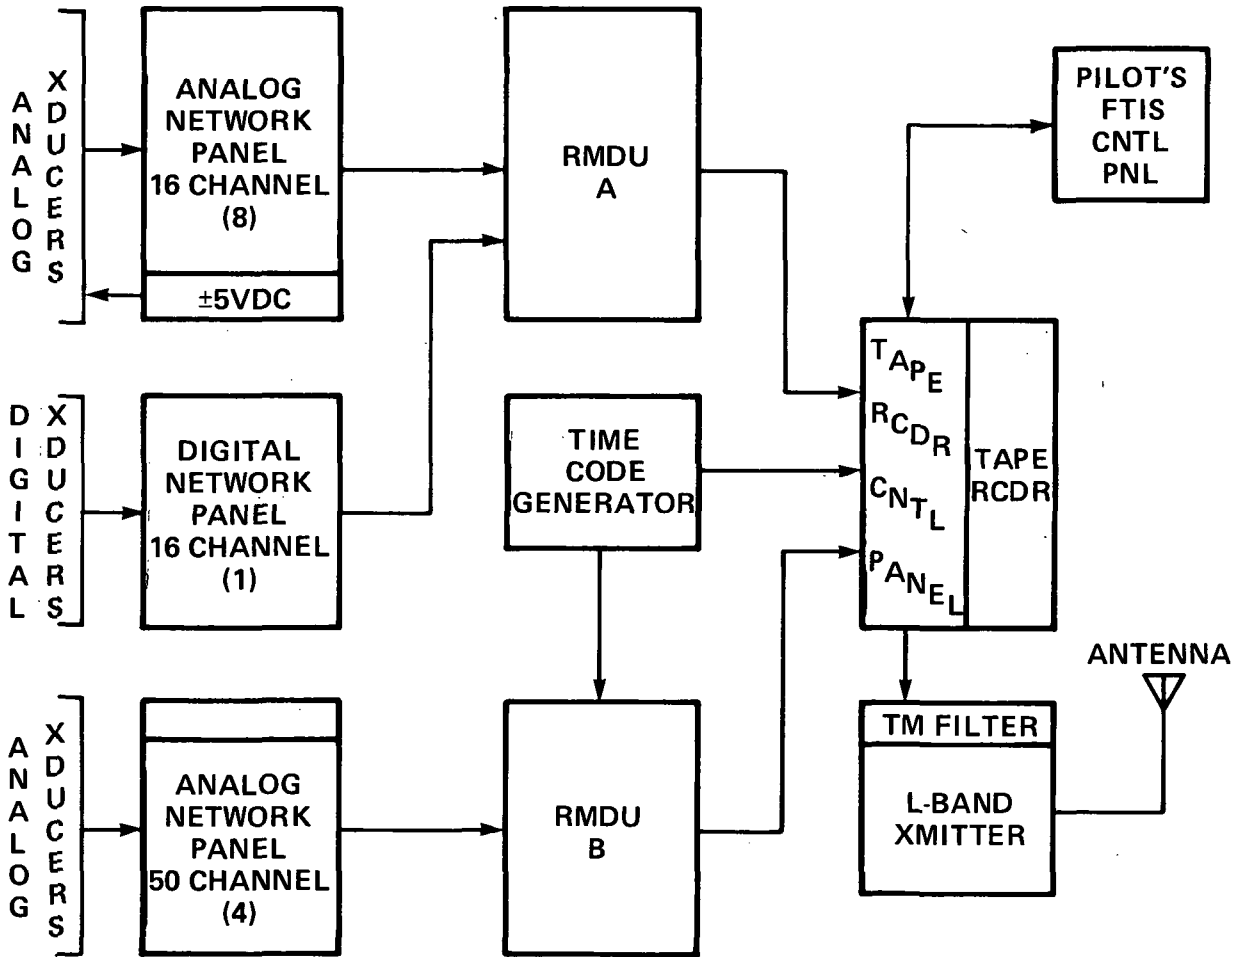 ANALOG
XDUCERS
ANALOG
NETWORK
PANEL
16 CHANNEL
(8)
±5VDC
RMDU
A
PILOT'S
FTIS
CNTL
PNL
DIGITAL
XDUCERS
DIGITAL
NETWORK
PANEL
16 CHANNEL
(1)
TIME
CODE
GENERATOR
TAPE
RCDR
CNTL
PANEL
TAPE
RCDR
ANALOG
XDUCERS
ANALOG
NETWORK
PANEL
50 CHANNEL
(4)
RMDU
B
TM FILTER
L-BAND
XMITTER
ANTENNA